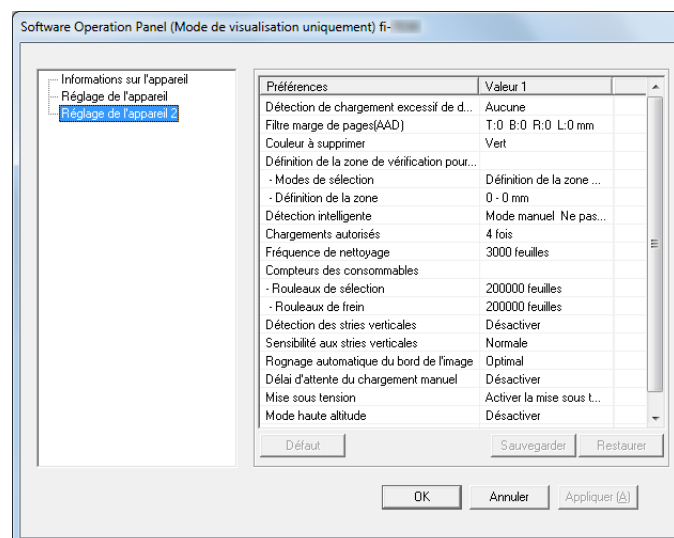 Software Operation Panel (Mode de visualisation uniquement) fi-
Informations sur l'appareil
Réglage de l'appareil
Réglage de l'appareil 2
Préférences Valeur 1
Détection de chargement excessif de d... Aucune
Filtre marge de pages(AAD) T:0 B:0 R:0 L:0 mm
Couleur à supprimer Vert
Définition de la zone de vérification pour...
- Modes de sélection Définition de la zone ...
- Définition de la zone 0 - 0 mm
Détection intelligente Mode manuel Ne pas...
Chargements autorisés 4 fois
Fréquence de nettoyage 3000 feuilles
Compteurs des consommables
- Rouleaux de sélection 200000 feuilles
- Rouleaux de frein 200000 feuilles
Détection des stries verticales Désactiver
Sensibilité aux stries verticales Normale
Rognage automatique du bord de l'image Optimal
Délai d'attente du chargement manuel Désactiver
Mise sous tension Activer la mise sous t...
Mode haute altitude Désactiver
Défaut Sauvegarder Restaurer
OK Annuler Appliquer (A)